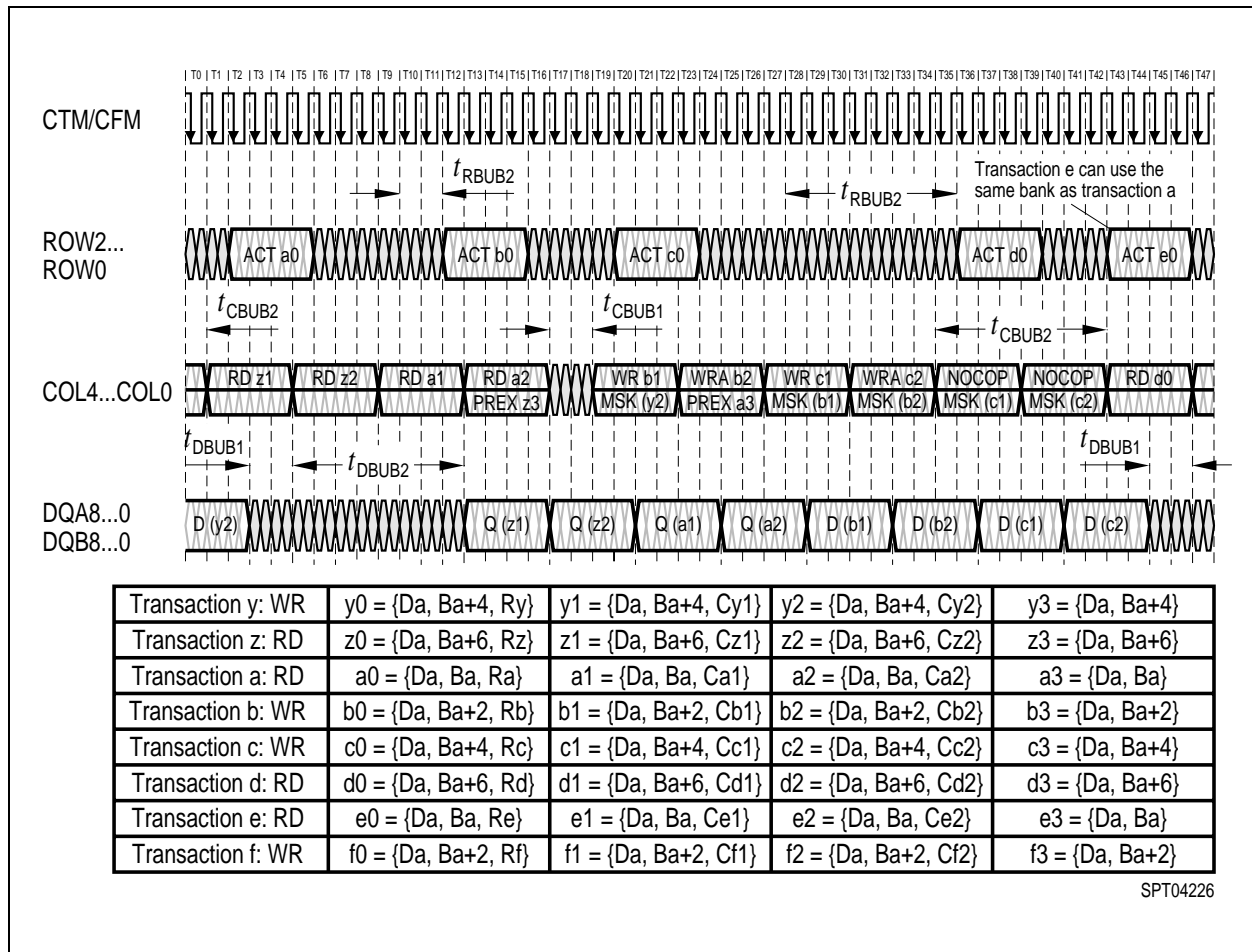 T0 T1 T2 T3 T4 T5 T6 T7 T8 T9 T10 T11 T12 T13 T14 T15 T16 T17 T18 T19 T20 T21 T22 T23 T24 T25 T26 T27 T28 T29 T30 T31 T32 T33 T34 T35 T36 T37 T38 T39 T40 T41 T42 T43 T44 T45 T46 T47
CTM/CFM
tRBUB2
tRBUB2
Transaction e can use the
same bank as transaction a
ROW2...
ROW0
ACT a0 ACT b0 ACT c0 ACT d0 ACT e0
tCBUB2 tCBUB1 tCBUB2
COL4...COL0
RD z1 RD z2 RD a1 RD a2 WR b1 WRA b2 WR c1 WRA c2 NOCOP NOCOP RD d0
PREX z3 MSK (y2) PREX a3 MSK (b1) MSK (b2) MSK (c1) MSK (c2)
tDBUB1 tDBUB2 tDBUB1
DQA8...0
DQB8...0
D (y2) Q (z1) Q (z2) Q (a1) Q (a2) D (b1) D (b2) D (c1) D (c2)
Transaction y: WR y0 = {Da, Ba+4, Ry} y1 = {Da, Ba+4, Cy1} y2 = {Da, Ba+4, Cy2} y3 = {Da, Ba+4}
Transaction z: RD z0 = {Da, Ba+6, Rz} z1 = {Da, Ba+6, Cz1} z2 = {Da, Ba+6, Cz2} z3 = {Da, Ba+6}
Transaction a: RD a0 = {Da, Ba, Ra} a1 = {Da, Ba, Ca1} a2 = {Da, Ba, Ca2} a3 = {Da, Ba}
Transaction b: WR b0 = {Da, Ba+2, Rb} b1 = {Da, Ba+2, Cb1} b2 = {Da, Ba+2, Cb2} b3 = {Da, Ba+2}
Transaction c: WR c0 = {Da, Ba+4, Rc} c1 = {Da, Ba+4, Cc1} c2 = {Da, Ba+4, Cc2} c3 = {Da, Ba+4}
Transaction d: RD d0 = {Da, Ba+6, Rd} d1 = {Da, Ba+6, Cd1} d2 = {Da, Ba+6, Cd2} d3 = {Da, Ba+6}
Transaction e: RD e0 = {Da, Ba, Re} e1 = {Da, Ba, Ce1} e2 = {Da, Ba, Ce2} e3 = {Da, Ba}
Transaction f: WR f0 = {Da, Ba+2, Rf} f1 = {Da, Ba+2, Cf1} f2 = {Da, Ba+2, Cf2} f3 = {Da, Ba+2}
SPT04226